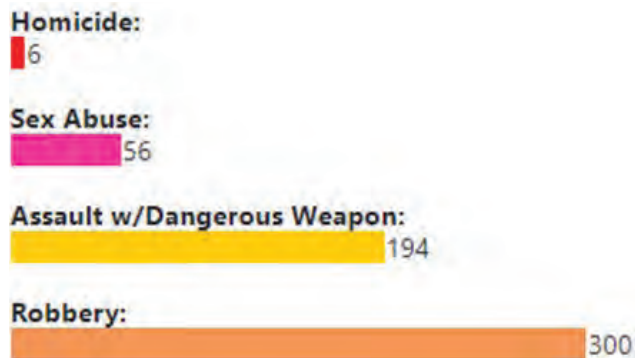 Homicide:
6
Sex Abuse:
56
Assault w/Dangerous Weapon:
194
Robbery:
300